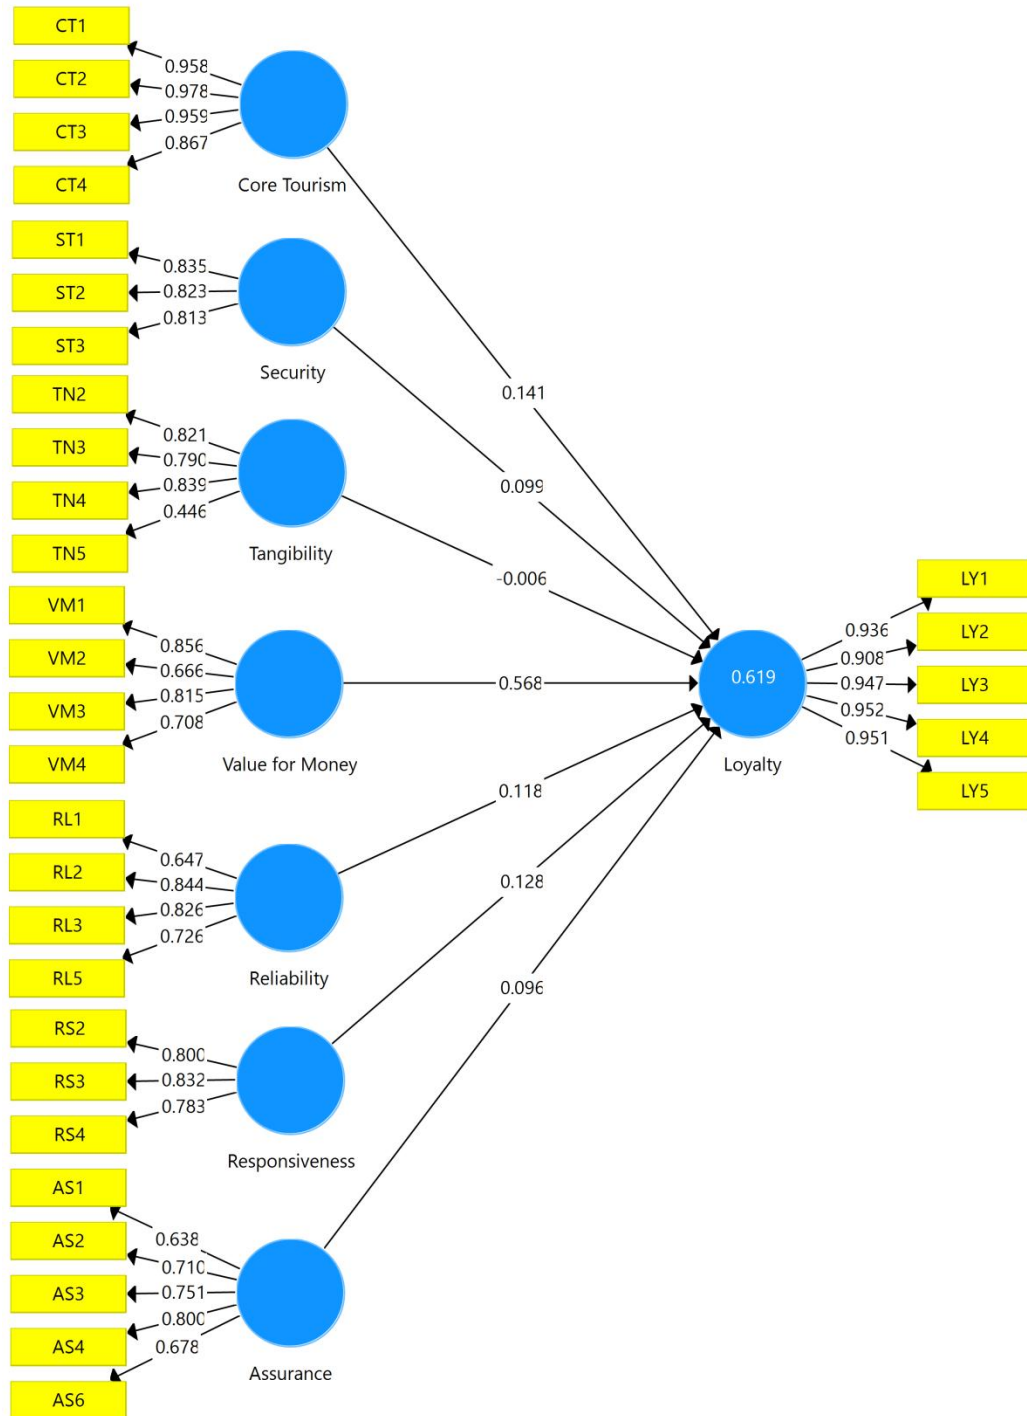 CT1
0.958
CT2
0.978
CT3
0.959
0.867
CT4
Core Tourism
ST1
0.835
ST2
0.823
ST3
0.813
Security
0.141
TN2
0.821
TN3
0.790
TN4
0.839
0.446
TN5
Tangibility
0.099
-0.006
VM1
0.856
VM2
0.666
VM3
0.815
0.708
VM4
Value for Money
0.568
0.619
Loyalty
LY1
0.936
LY2
0.908
LY3
0.947
0.952
LY4
0.951
LY5
RL1
0.647
RL2
0.844
RL3
0.826
0.726
RL5
Reliability
0.118
0.128
RS2
0.800
RS3
0.832
0.783
RS4
Responsiveness
0.096
AS1
0.638
AS2
0.710
AS3
0.751
0.800
AS4
0.678
AS6
Assurance